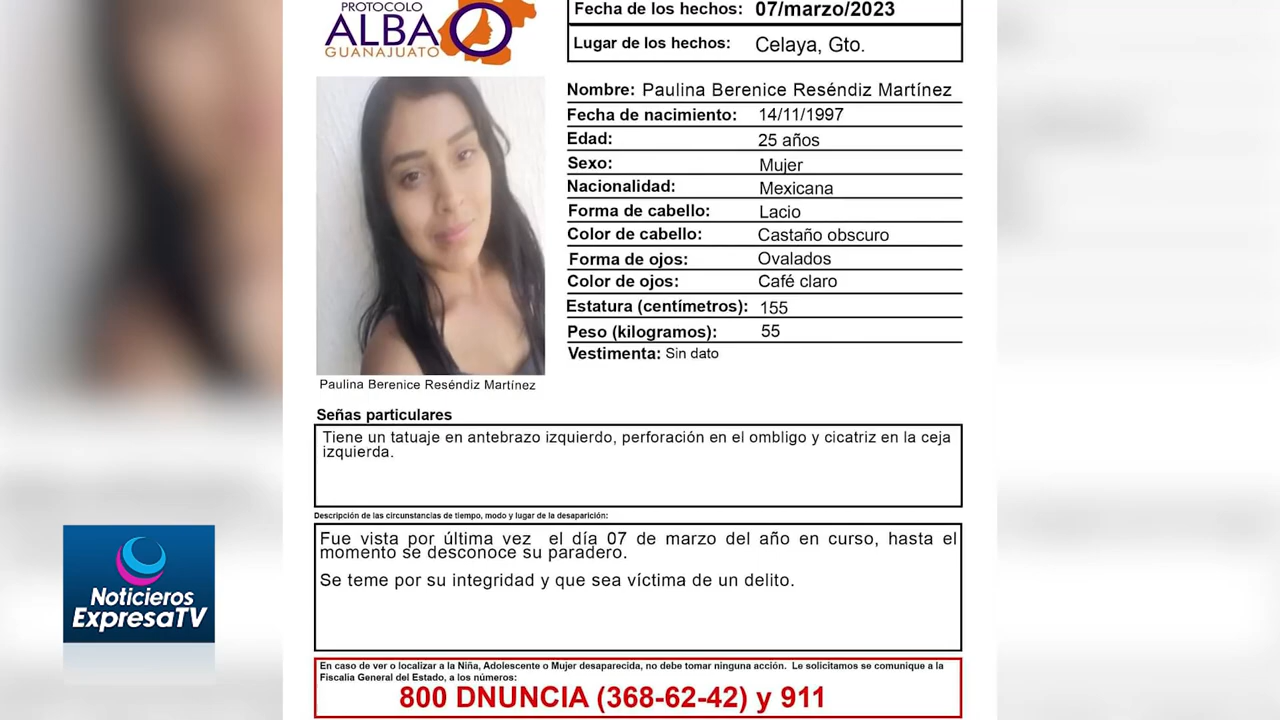 PROTOCOLO
ALBA
GUANAJUATO
Fecha de los hechos: 07/marzo/2023
Lugar de los hechos: Celaya, Gto.
Nombre: Paulina Berenice Reséndiz Martínez
Fecha de nacimiento: 14/11/1997
Edad: 25 años
Sexo: Mujer
Nacionalidad: Mexicana
Forma de cabello: Lacio
Color de cabello: Castaño obscuro
Forma de ojos: Ovalados
Color de ojos: Café claro
Estatura (centímetros): 155
Peso (kilogramos): 55
Vestimenta: Sin dato
Paulina Berenice Reséndiz Martínez
Señas particulares
Tiene un tatuaje en antebrazo izquierdo, perforación en el ombligo y cicatriz en la ceja
izquierda.
Descripción de las circunstancias de tiempo, modo y lugar de la desaparición:
Fue vista por última vez el día 07 de marzo del año en curso, hasta el
momento se desconoce su paradero.
Se teme por su integridad y que sea víctima de un delito.
En caso de ver o localizar a la Niña, Adolescente o Mujer desaparecida, no debe tomar ninguna acción. Le solicitamos se comunique a la
Fiscalia General del Estado, a los números:
800 DNUNCIA (368-62-42) y 911
Noticieros
ExpresaTV